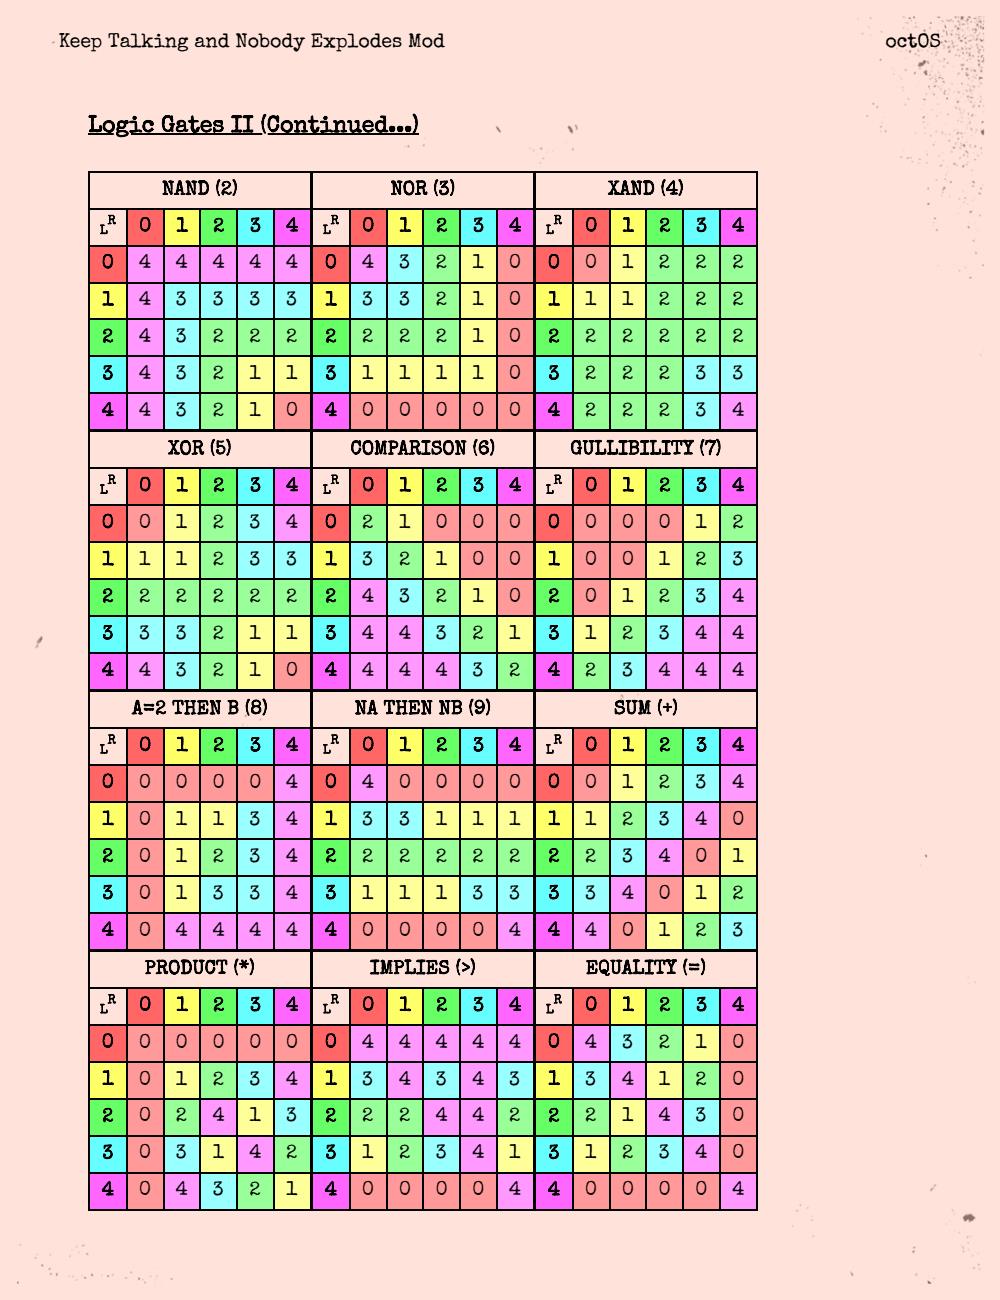 Keep Talking and Nobody Explodes Mod octOS
Logic Gates II (Continued...)
NAND (2) NOR (3) XAND (4)
L R 0 1 2 3 4 L R 0 1 2 3 4 L R 0 1 2 3 4
0 4 4 4 4 4 0 4 3 2 1 0 0 0 1 2 2 2
1 4 3 3 3 3 1 3 3 2 1 0 1 1 1 2 2 2
2 4 3 2 2 2 2 2 2 2 1 0 2 2 2 2 2 2
3 4 3 2 1 1 3 1 1 1 1 0 3 2 2 2 3 3
4 4 3 2 1 0 4 0 0 0 0 0 4 2 2 2 3 4
XOR (5) COMPARISON (6) GULLIBILITY (7)
L R 0 1 2 3 4 L R 0 1 2 3 4 L R 0 1 2 3 4
0 0 1 2 3 4 0 2 1 0 0 0 0 0 0 0 1 2
1 1 1 2 3 3 1 3 2 1 0 0 1 0 0 1 2 3
2 2 2 2 2 2 2 4 3 2 1 0 2 0 1 2 3 4
3 3 3 2 1 1 3 4 4 3 2 1 3 1 2 3 4 4
4 4 3 2 1 0 4 4 4 4 3 2 4 2 3 4 4 4
A=2 THEN B (8) NA THEN NB (9) SUM (+)
L R 0 1 2 3 4 L R 0 1 2 3 4 L R 0 1 2 3 4
0 0 0 0 0 4 0 4 0 0 0 0 0 0 1 2 3 4
1 0 1 1 3 4 1 3 3 1 1 1 1 1 2 3 4 0
2 0 1 2 3 4 2 2 2 2 2 2 2 2 3 4 0 1
3 0 1 3 3 4 3 1 1 1 3 3 3 3 4 0 1 2
4 0 4 4 4 4 4 0 0 0 0 4 4 4 0 1 2 3
PRODUCT (*) IMPLIES (>) EQUALITY (=)
L R 0 1 2 3 4 L R 0 1 2 3 4 L R 0 1 2 3 4
0 0 0 0 0 0 0 4 4 4 4 4 0 4 3 2 1 0
1 0 1 2 3 4 1 3 4 3 4 3 1 3 4 1 2 0
2 0 2 4 1 3 2 2 2 4 4 2 2 2 1 4 3 0
3 0 3 1 4 2 3 1 2 3 4 1 3 1 2 3 4 0
4 0 4 3 2 1 4 0 0 0 0 4 4 0 0 0 0 4